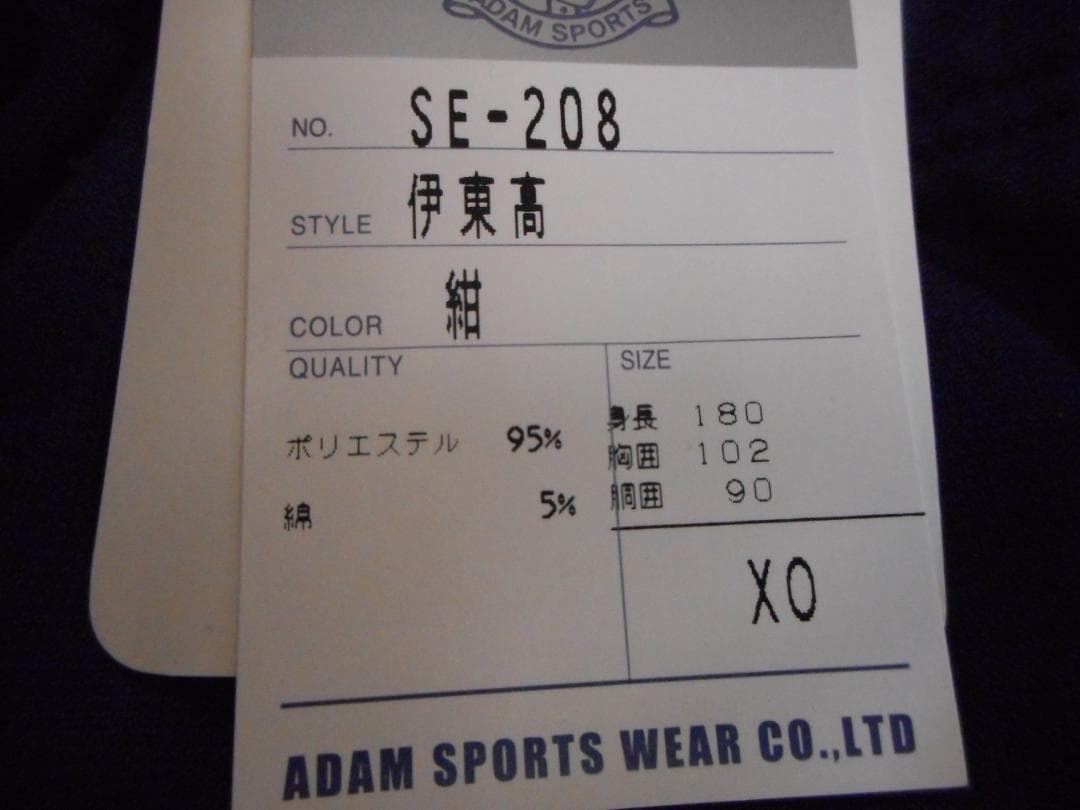 ADAM SPORTS
NO. SE-208
STYLE 伊東高
COLOR 紺
QUALITY
ポリエステル 95%
綿 5%
SIZE
身長 180
胸囲 102
胴囲 90
XO
ADAM SPORTS WEAR CO.,LTD